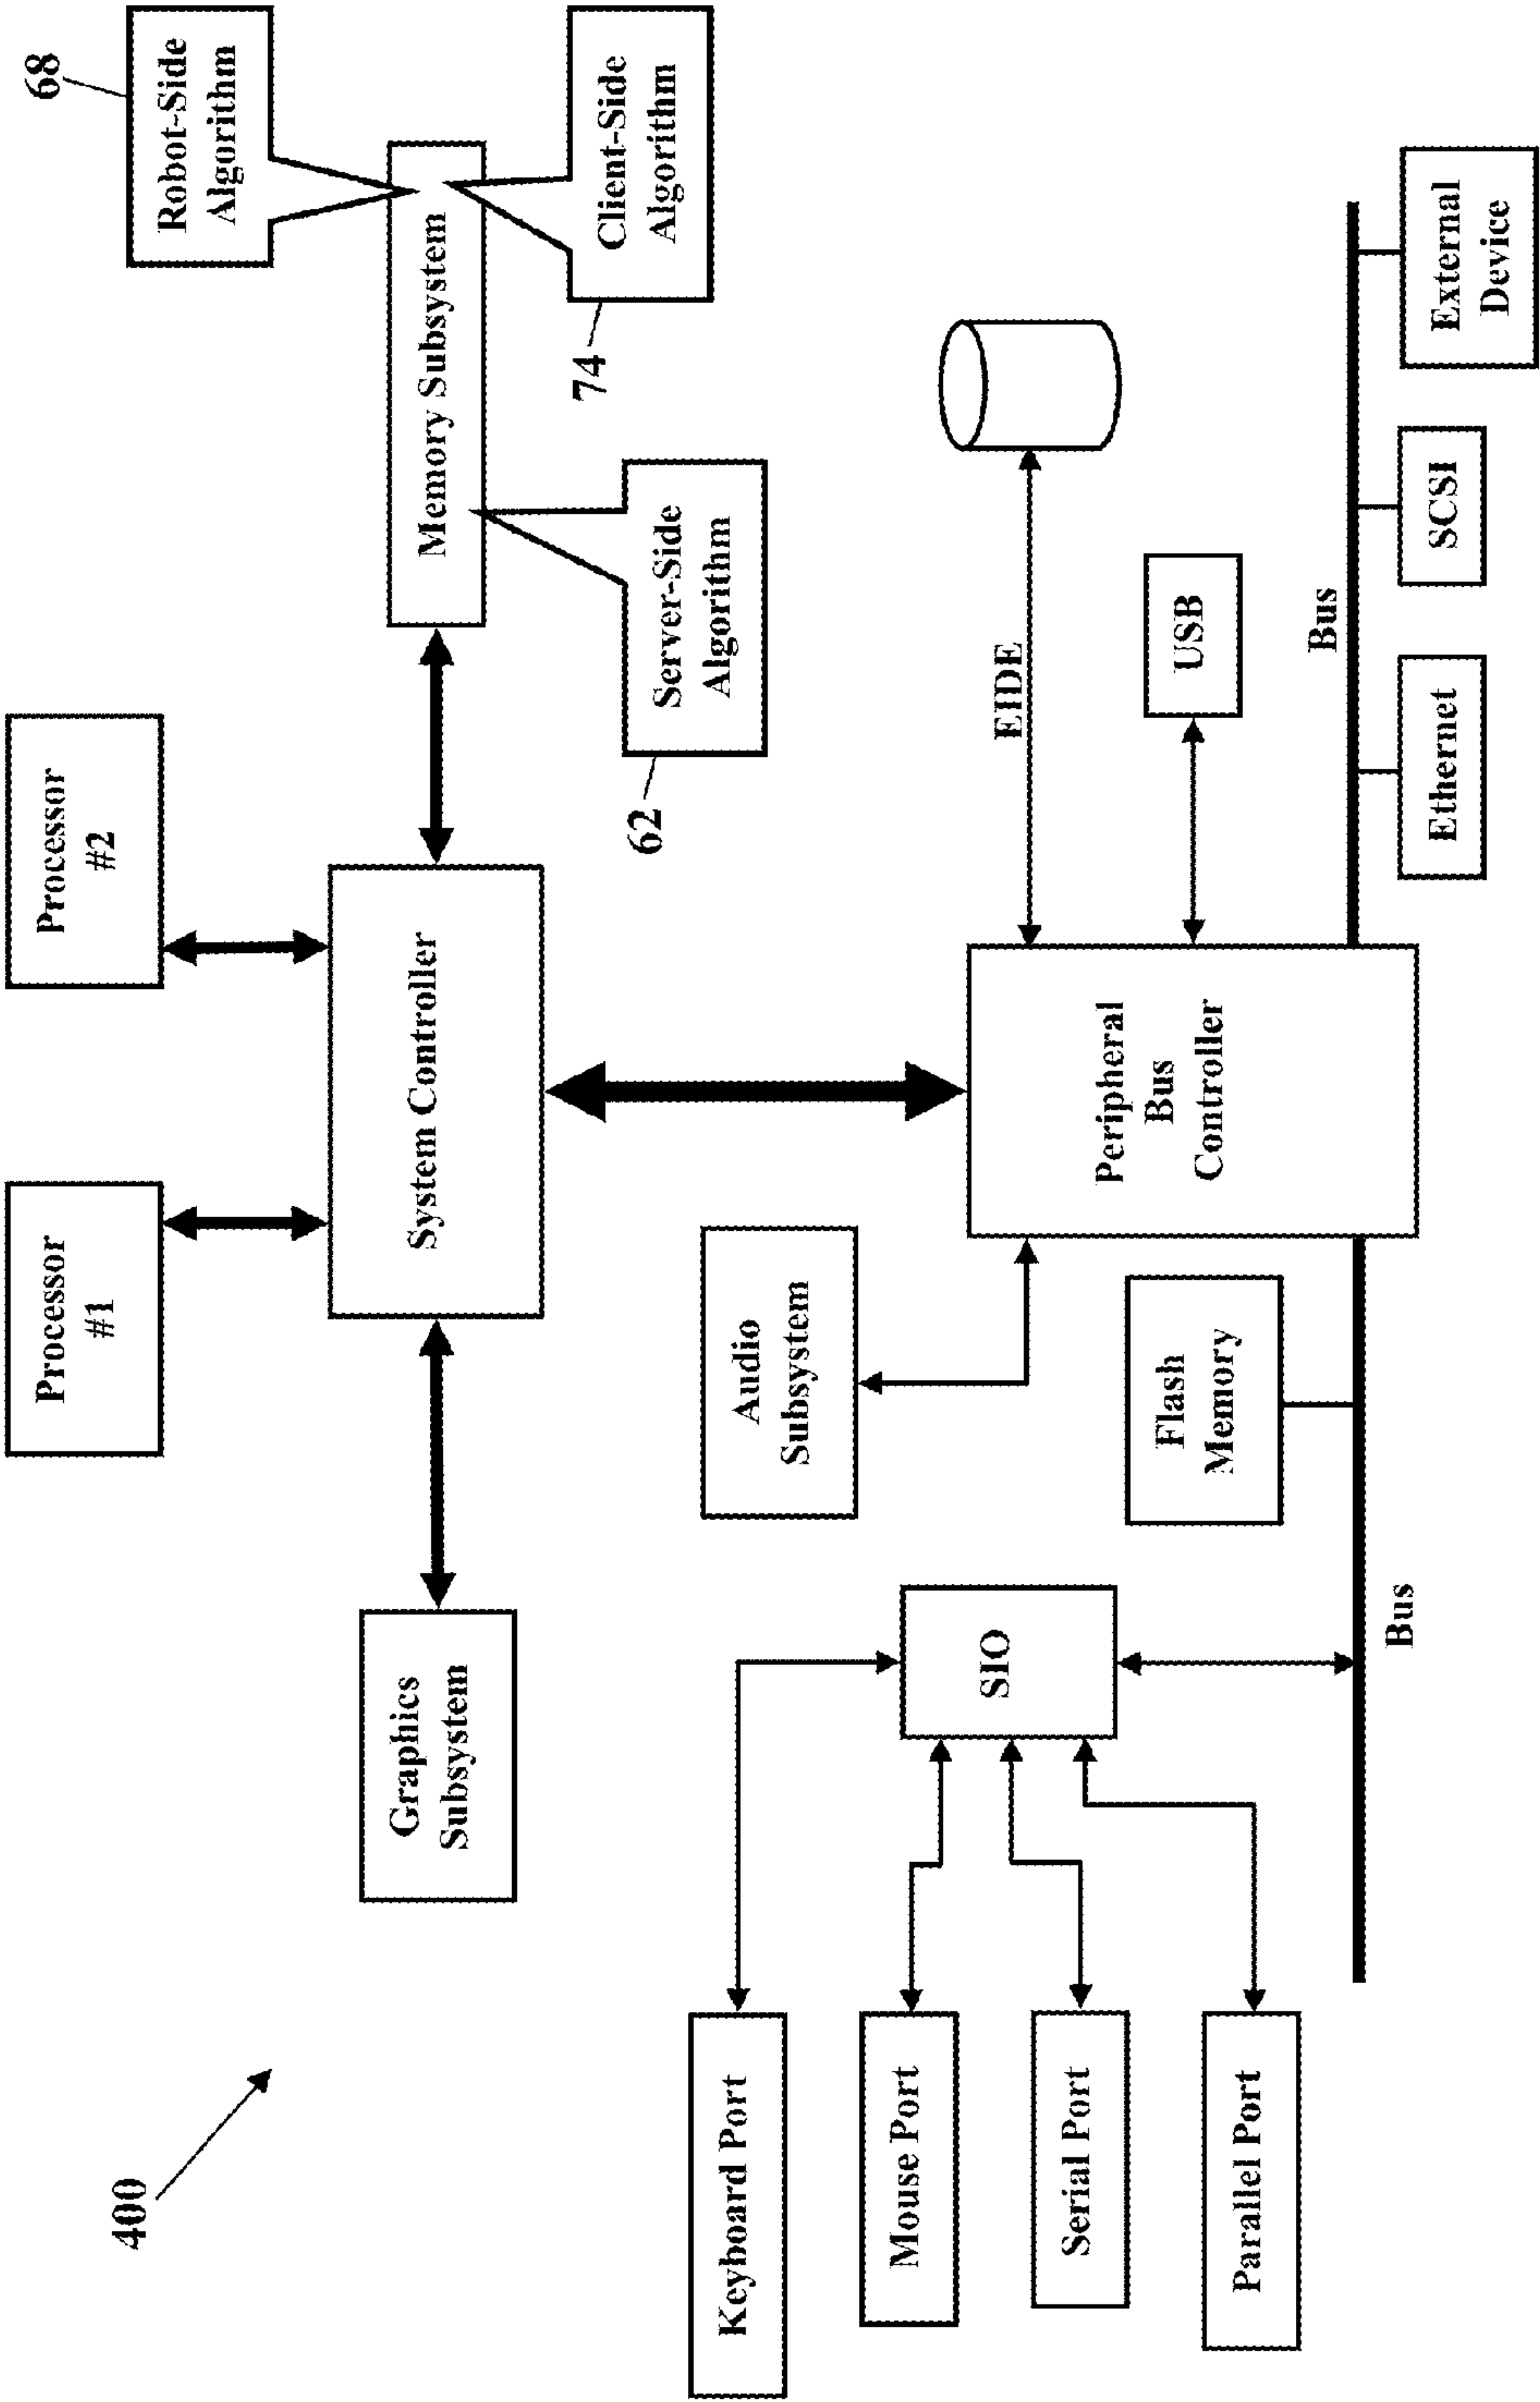 400
Processor
#1
Processor
#2
68
Robot-Side
Algorithm
Graphics
Subsystem
System Controller
Memory Subsystem
62
Server-Side
Algorithm
74
Client-Side
Algorithm
Keyboard Port
Mouse Port
Serial Port
Parallel Port
SIO
Audio
Subsystem
Flash
Memory
Peripheral
Bus
Controller
EIDE
USB
Bus
Bus
Ethernet
SCSI
External
Device